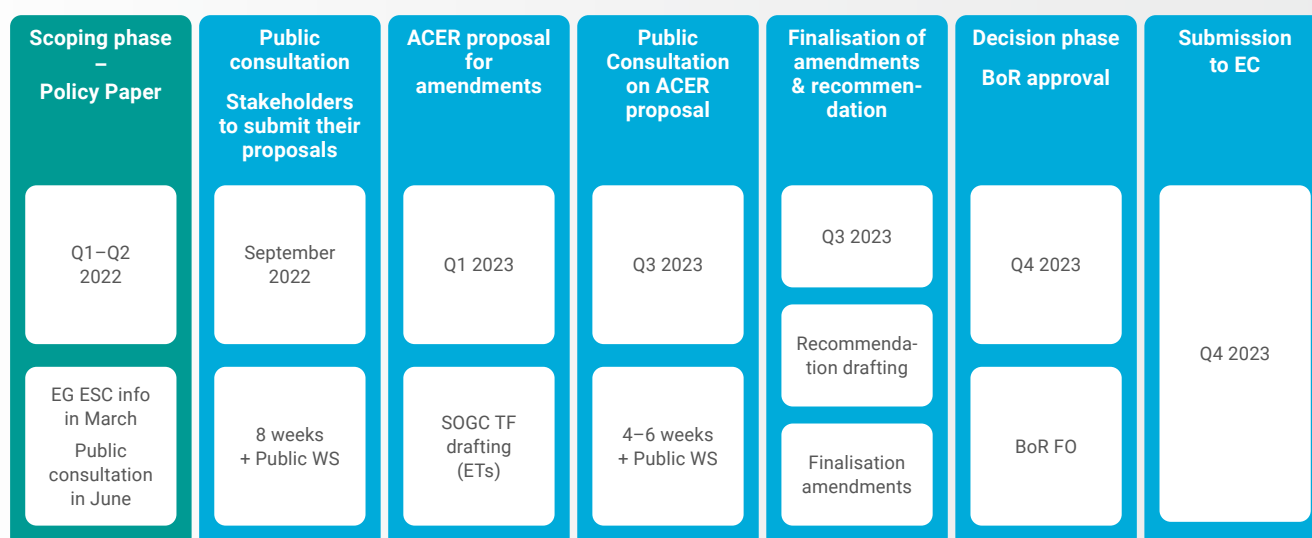 Scoping phase
–
Policy Paper
Q1–Q2
2022
EG ESC info
in March
Public
consultation
in June
Public
consultation
Stakeholders
to submit their
proposals
September
2022
8 weeks
+ Public WS
ACER proposal
for
amendments
Q1 2023
SOGC TF
drafting
(ETs)
Public
Consultation
on ACER
proposal
Q3 2023
4–6 weeks
+ Public WS
Finalisation of
amendments
& recommen-
dation
Q3 2023
Recommenda-
tion drafting
Finalisation
amendments
Decision phase
BoR approval
Q4 2023
BoR FO
Submission
to EC
Q4 2023